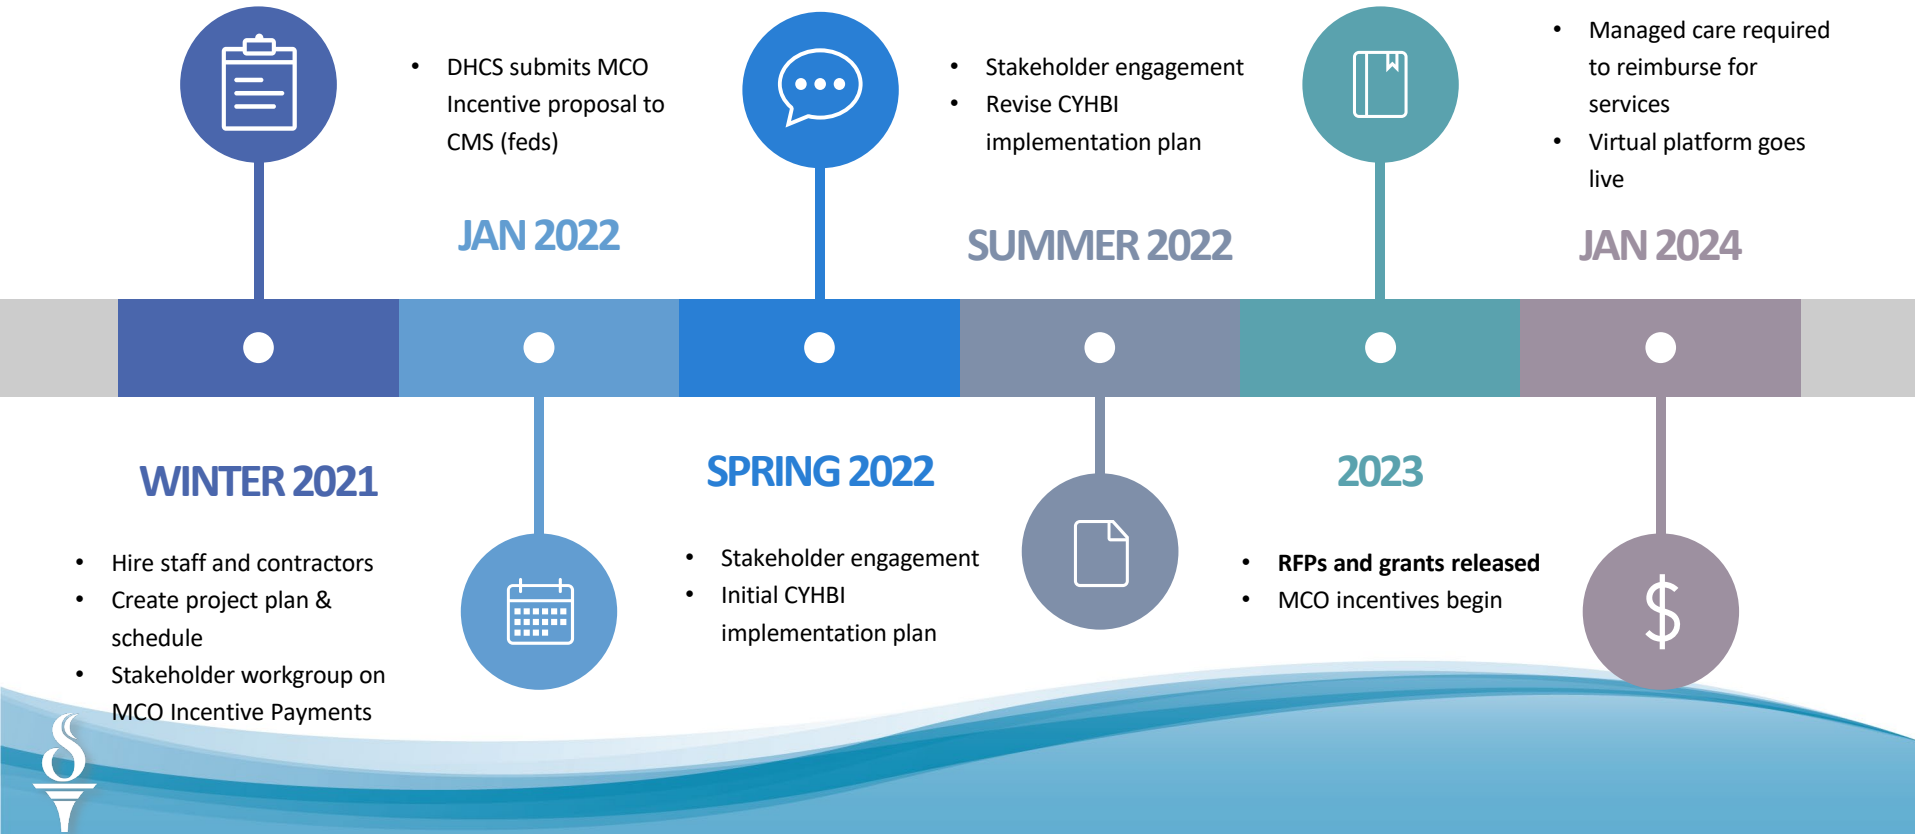 • DHCS submits MCO
Incentive proposal to
CMS (feds)
JAN 2022
• Stakeholder engagement
• Revise CYHBI
implementation plan
SUMMER 2022
• Managed care required
to reimburse for
services
• Virtual platform goes
live
JAN 2024
WINTER 2021
• Hire staff and contractors
• Create project plan &
schedule
• Stakeholder workgroup on
MCO Incentive Payments
SPRING 2022
• Stakeholder engagement
• Initial CYHBI
implementation plan
2023
• RFPs and grants released
• MCO incentives begin
$